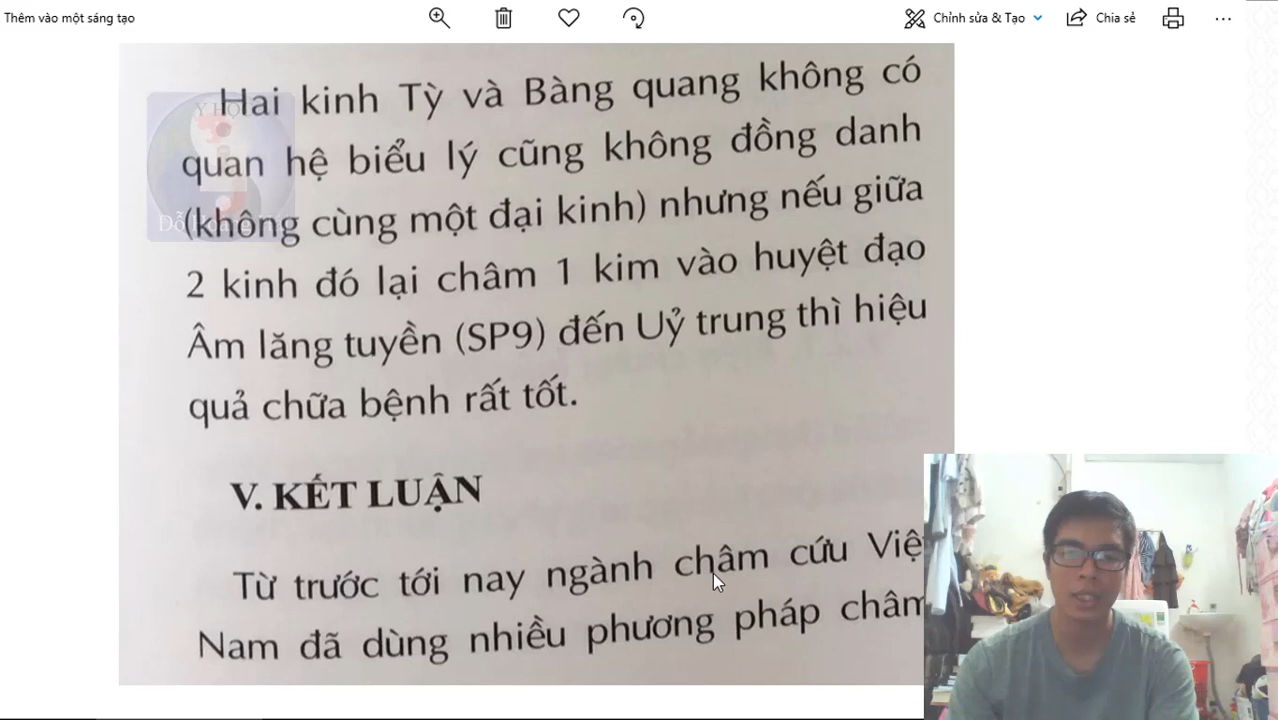 Thêm vào một sáng tạo
Chỉnh sửa & Tạo
Chia sẻ
Hai kinh Tỳ và Bàng quang không có
quan hệ biểu lý cũng không đồng danh
(không cùng một đại kinh) nhưng nếu giữa
2 kinh đó lại châm 1 kim vào huyệt đạo
Âm lăng tuyền (SP9) đến Uỷ trung thì hiệu
quả chữa bệnh rất tốt.
V. KẾT LUẬN
Từ trước tới nay ngành châm cứu Việ
Nam đã dùng nhiều phương pháp châm
Y HỌ